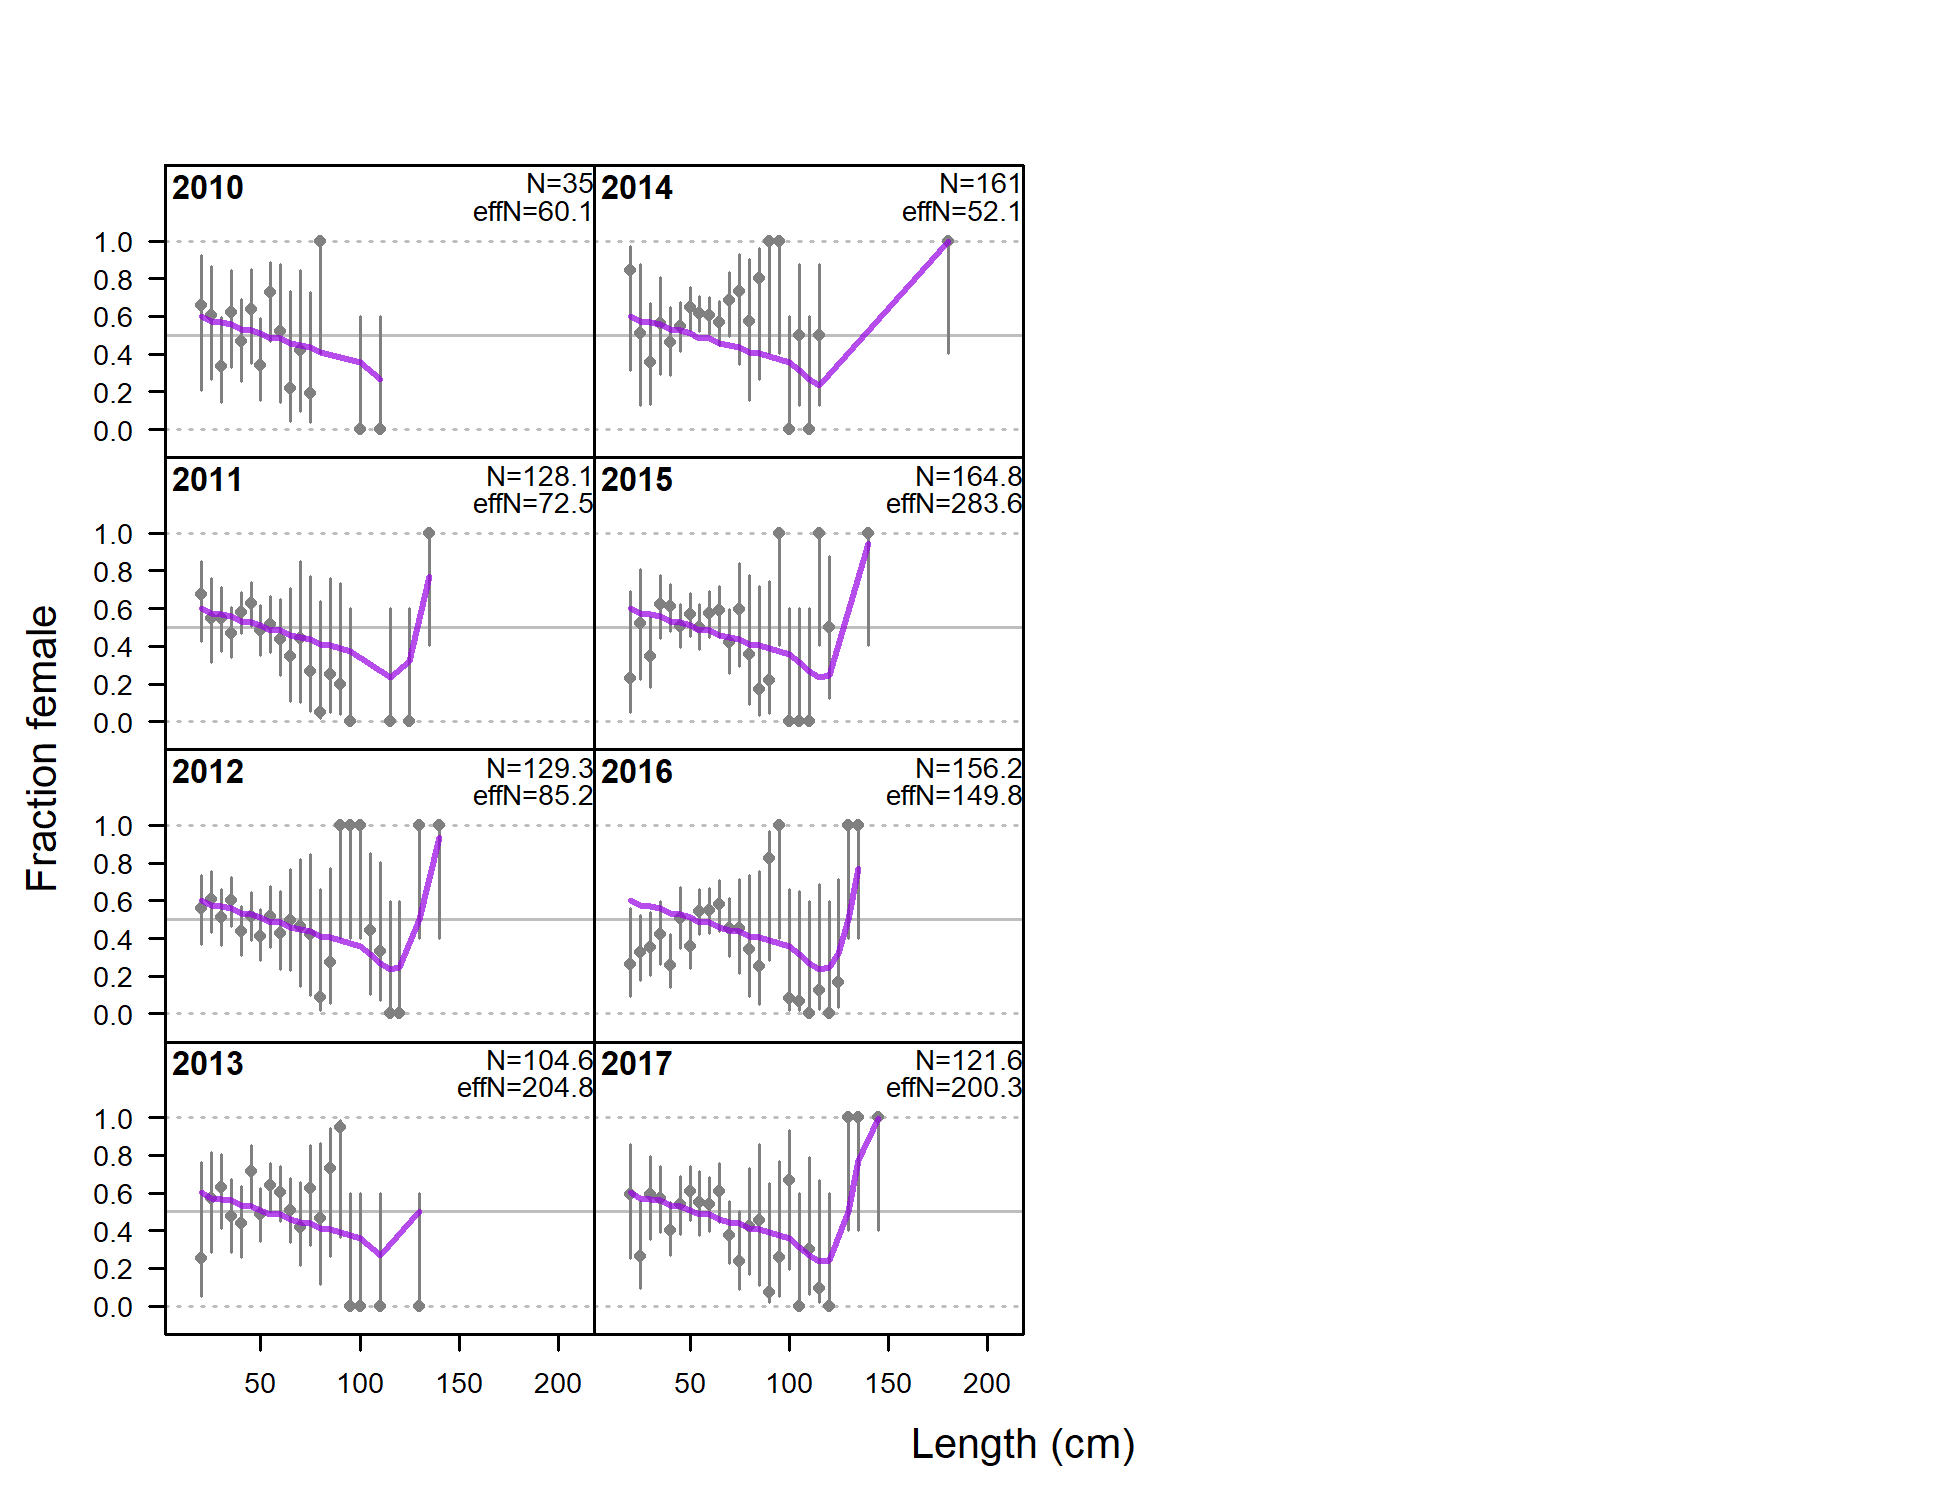 2010
N=35
effN=60.1
2014
N=161
effN=52.1
1.0
0.8
0.6
0.4
0.2
0.0
2011
N=128.1
effN=72.5
2015
N=164.8
effN=283.6
1.0
0.8
0.6
0.4
0.2
0.0
2012
N=129.3
effN=85.2
2016
N=156.2
effN=149.8
1.0
0.8
0.6
0.4
0.2
0.0
2013
N=104.6
effN=204.8
2017
N=121.6
effN=200.3
1.0
0.8
0.6
0.4
0.2
0.0
50 100 150 200
50 100 150 200
Fraction female
Length (cm)